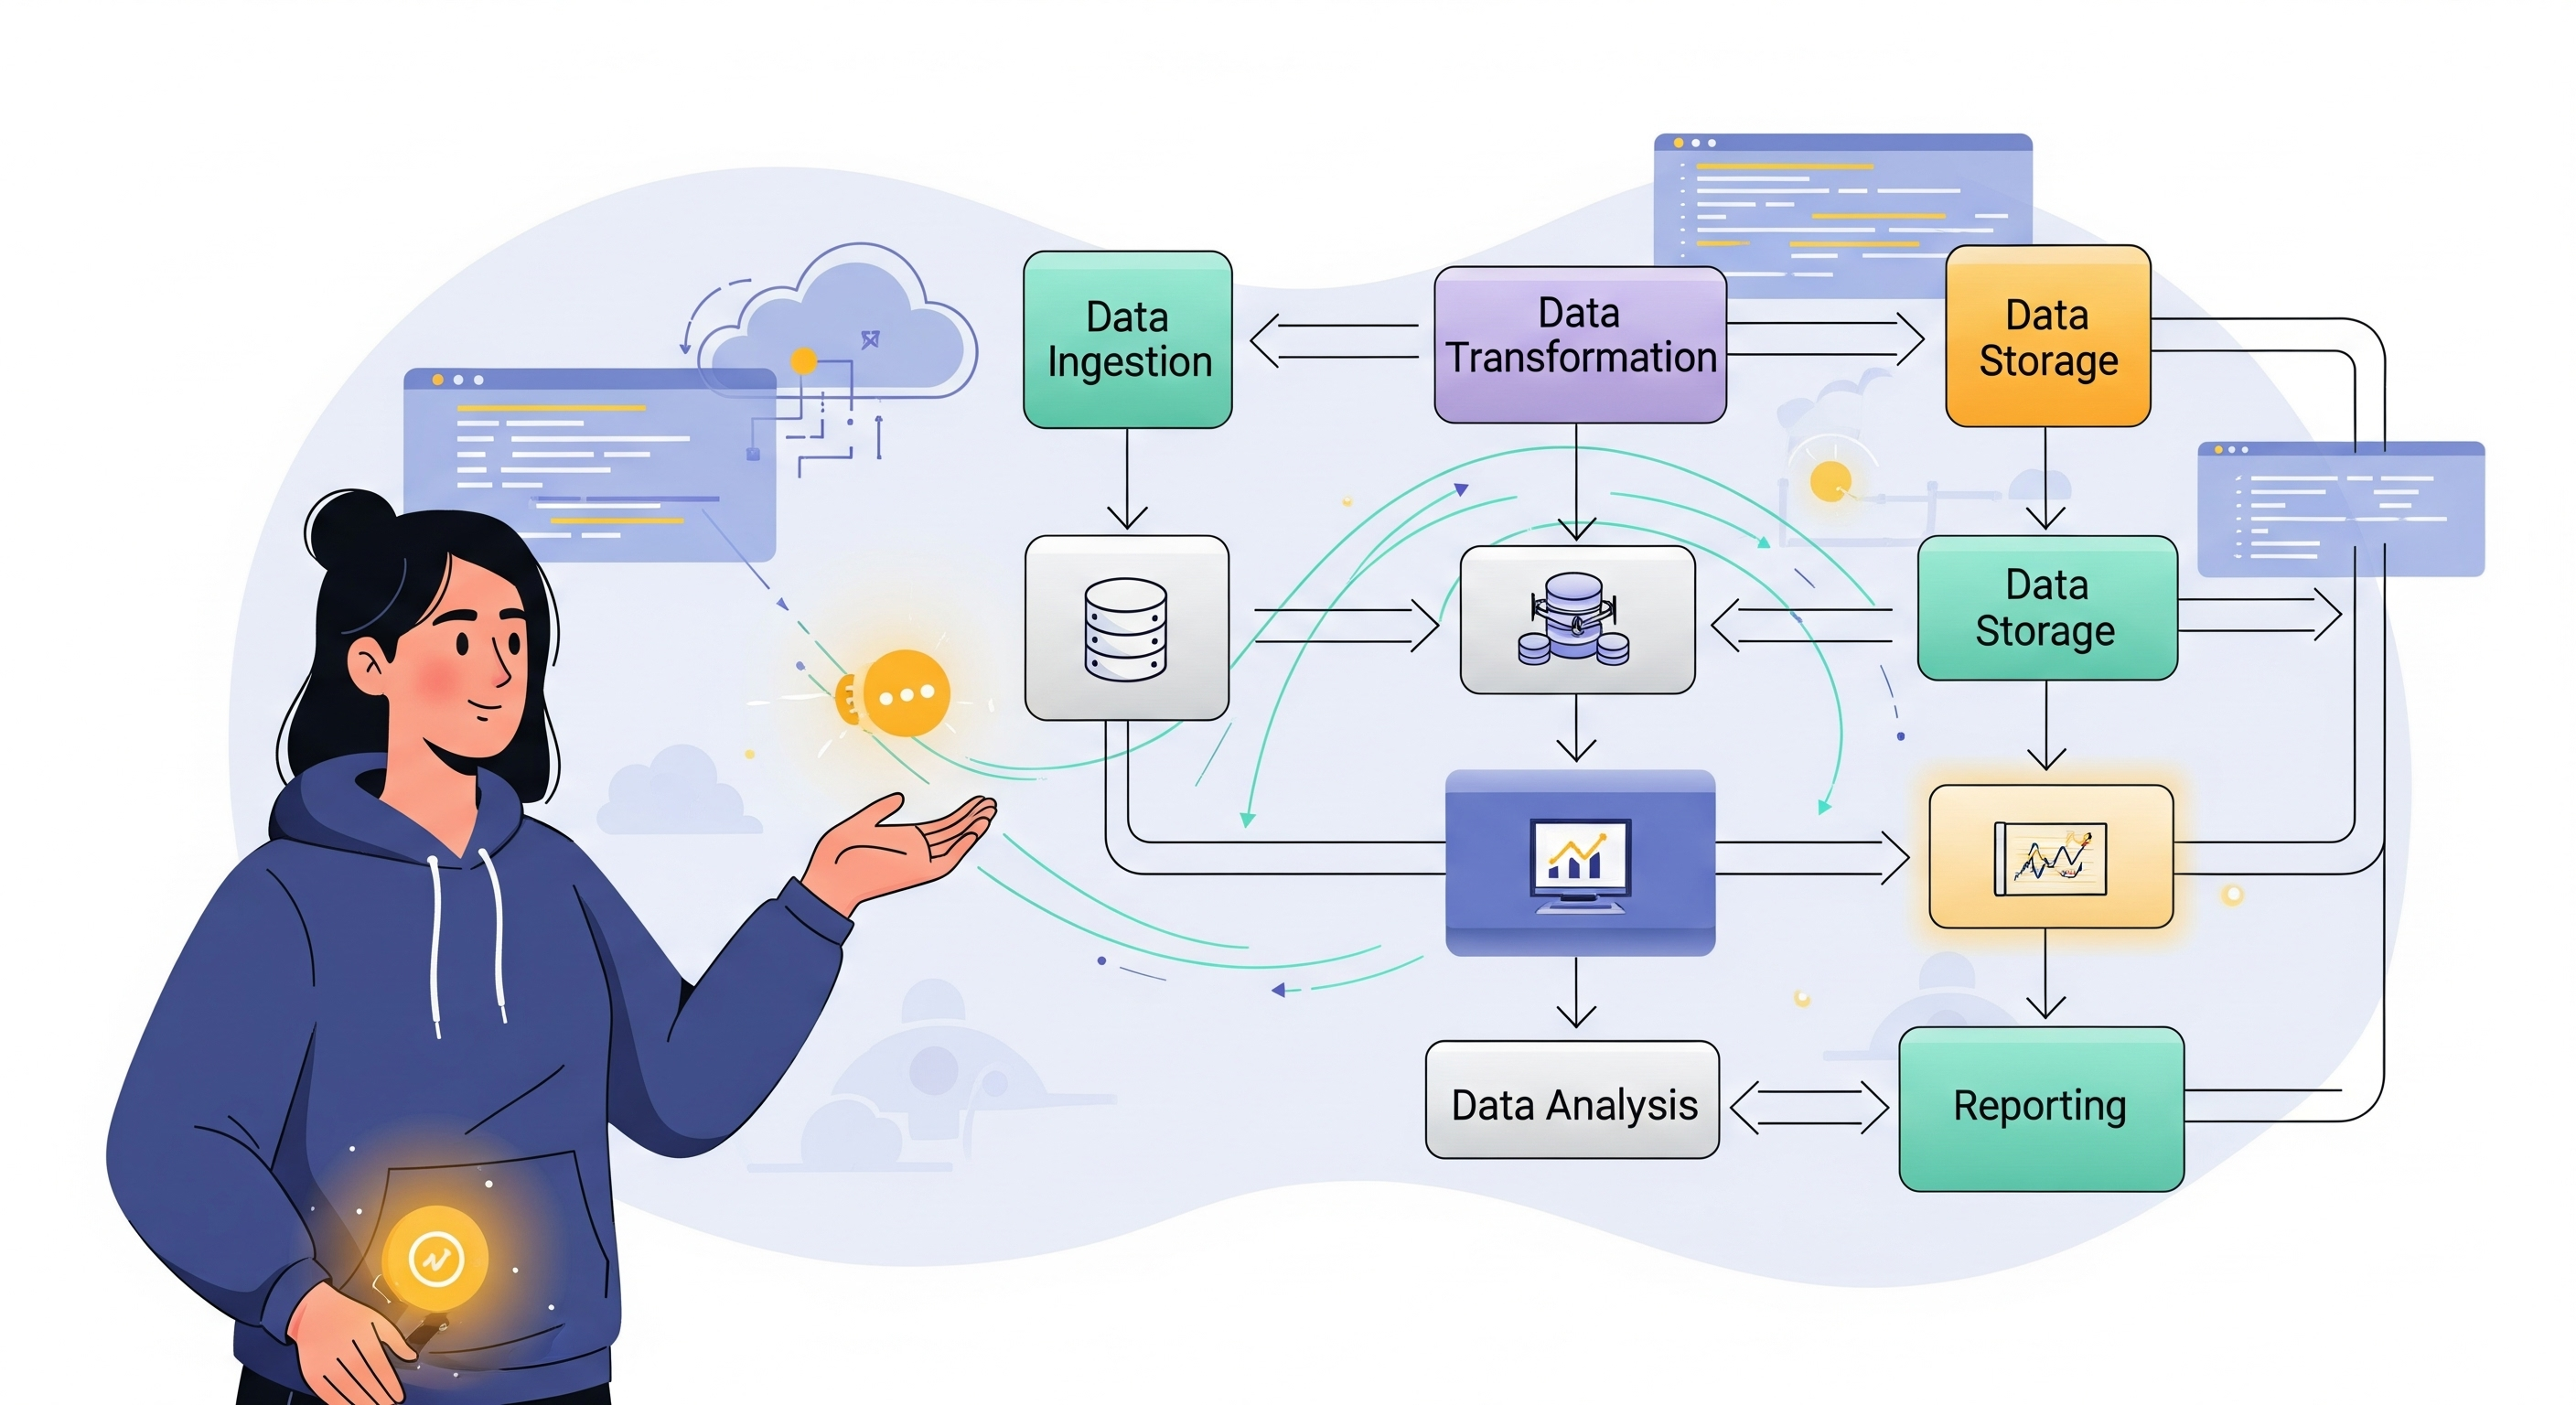 Data
Ingestion
Data
Transformation
Data
Storage
Data
Storage
Data Analysis
Reporting